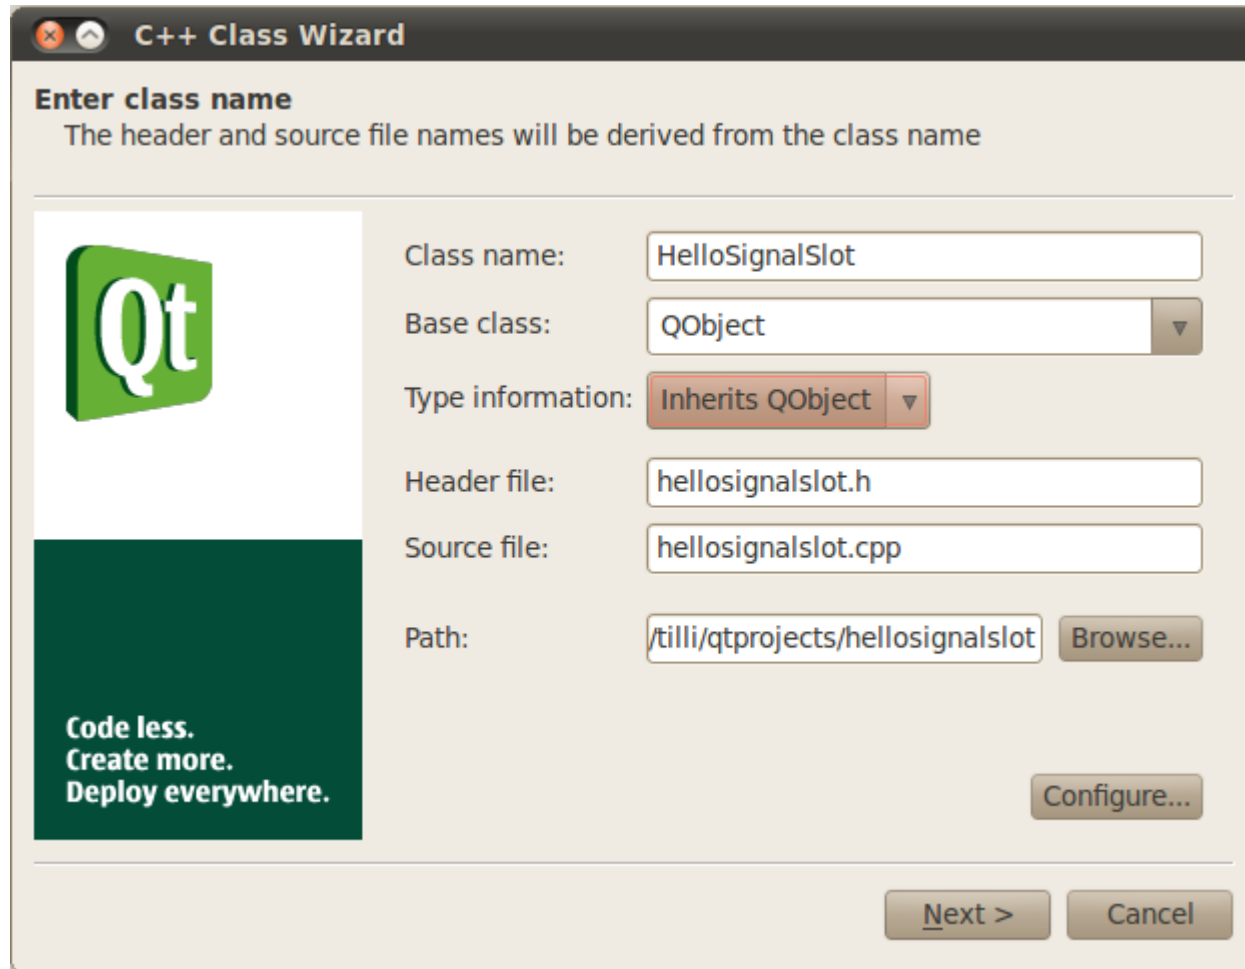 C++ Class Wizard
Enter class name
The header and source file names will be derived from the class name
Qt
Class name:
HelloSignalSlot
Base class:
QObject
Type information:
Inherits QObject
Header file:
hellosignalslot.h
Source file:
hellosignalslot.cpp
Path:
/tilli/qtprojects/hellosignalslot
Browse...
Code less.
Create more.
Deploy everywhere.
Configure...
Next >
Cancel